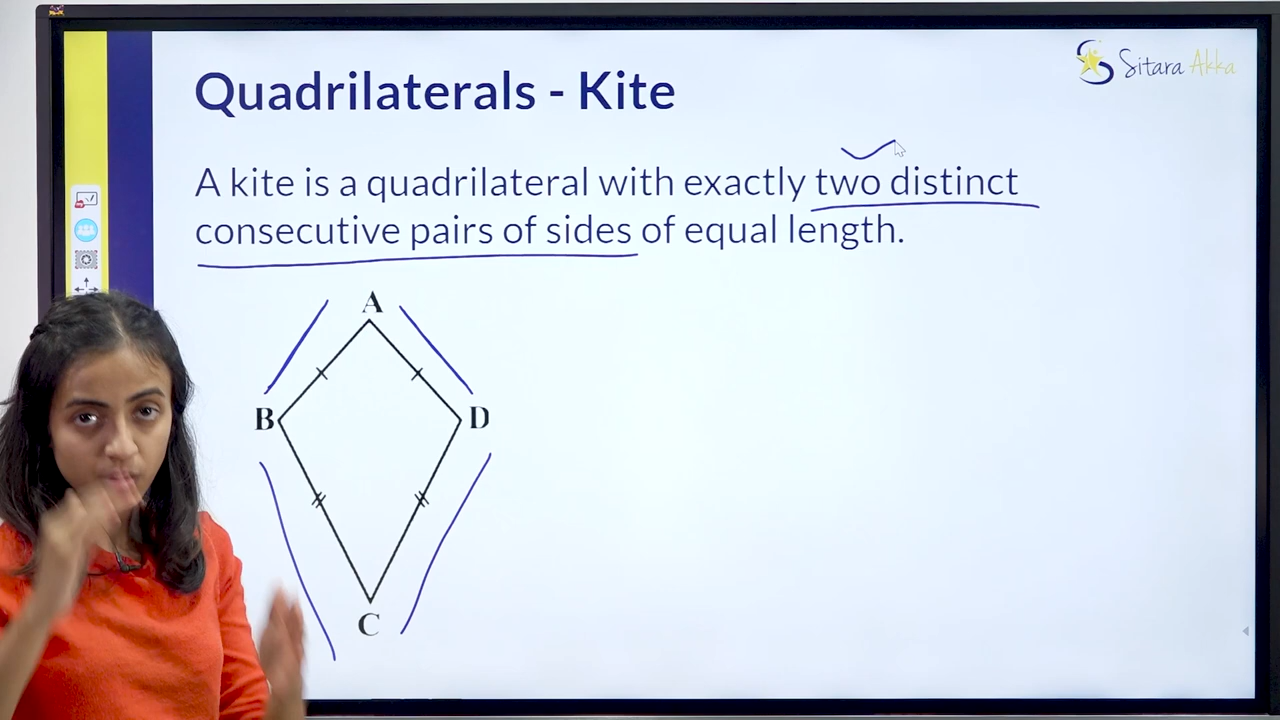 Sitara Akka
Quadrilaterals - Kite
A kite is a quadrilateral with exactly two distinct
consecutive pairs of sides of equal length.
A
B
D
C